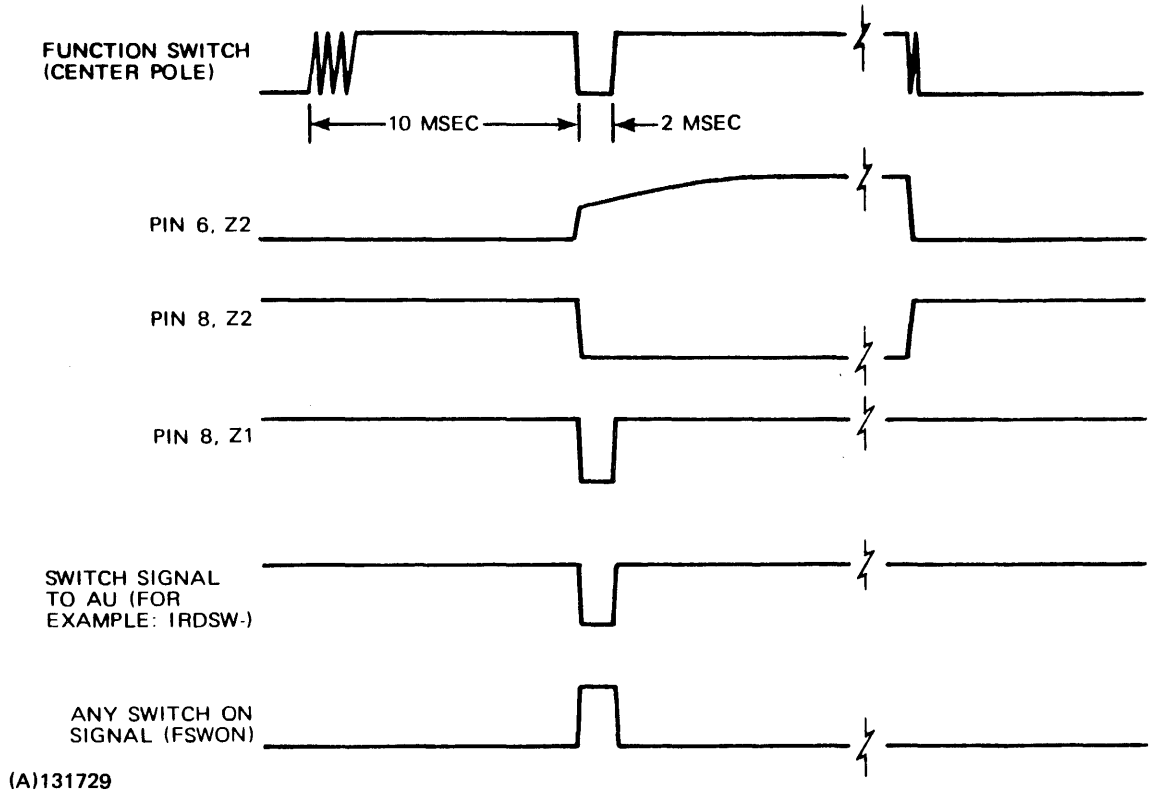 FUNCTION SWITCH
(CENTER POLE)
10 MSEC
2 MSEC
PIN 6, Z2
PIN 8, Z2
PIN 8, Z1
SWITCH SIGNAL
TO AU (FOR
EXAMPLE: IRDSW-)
ANY SWITCH ON
SIGNAL (FSWON)
(A)131729